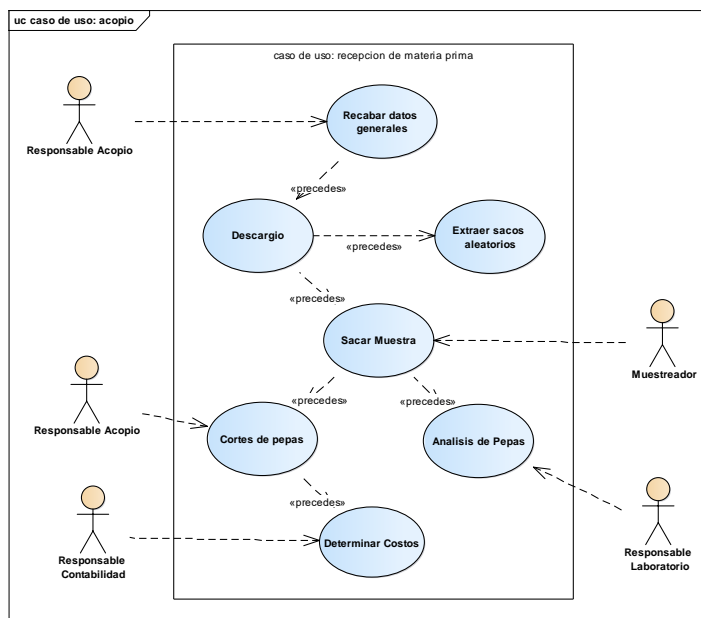 uc caso de uso: acopio
caso de uso: recepcion de materia prima
Recabar datos
generales
Responsable Acopio
«precedes»
Descargio
«precedes»
Extraer sacos
aleatorios
«precedes»
Sacar Muestra
Muestreador
«precedes»
«precedes»
Responsable Acopio
Cortes de pepas
Analisis de Pepas
«precedes»
Determinar Costos
Responsable
Contabilidad
Responsable
Laboratorio